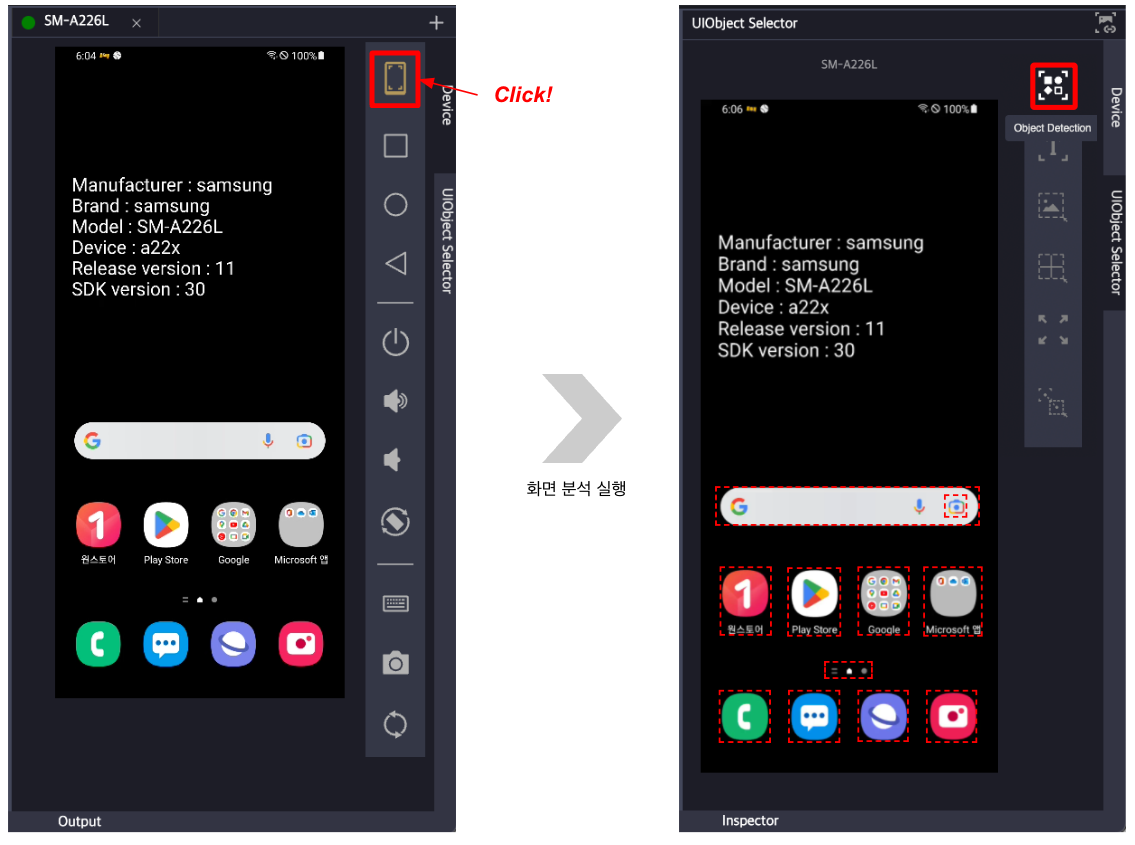 SM-A226L
6:04
100%
Manufacturer : samsung
Brand : samsung
Model : SM-A226L
Device : a22x
Release version : 11
SDK version : 30
원스토어
Play Store
Google
Microsoft 앱
Device
UIObject Selector
Output
Click!
화면 분석 실행
UIObject Selector
SM-A226L
6:06
100%
Manufacturer : samsung
Brand : samsung
Model : SM-A226L
Device : a22x
Release version : 11
SDK version : 30
원스토어
Play Store
Google
Microsoft 앱
Object Detection
Device
UIObject Selector
Inspector